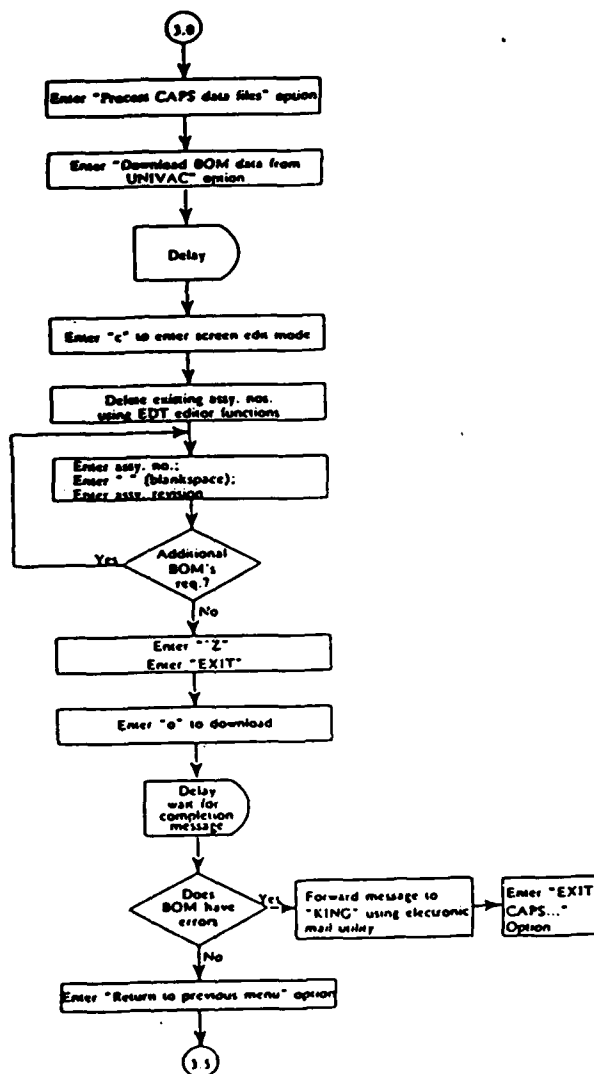 3.0
Enter "Process CAPS data files" option
Enter "Download BOM data from
UNIVAC" option
Delay
Enter "c" to enter screen edit mode
Delete existing assy. nos.
using EDT editor functions
Enter assy. no.;
Enter " " (blankspace);
Enter assy. revision
Yes
Additional
BOM's
req.?
No
Enter "^Z"
Enter "EXIT"
Enter "o" to download
Delay
wait for
completion
message
Does
BOM have
errors
Yes
Forward message to
"KING" using electronic
mail utility
Enter "EXIT
CAPS..."
Option
No
Enter "Return to previous menu" option
3.5